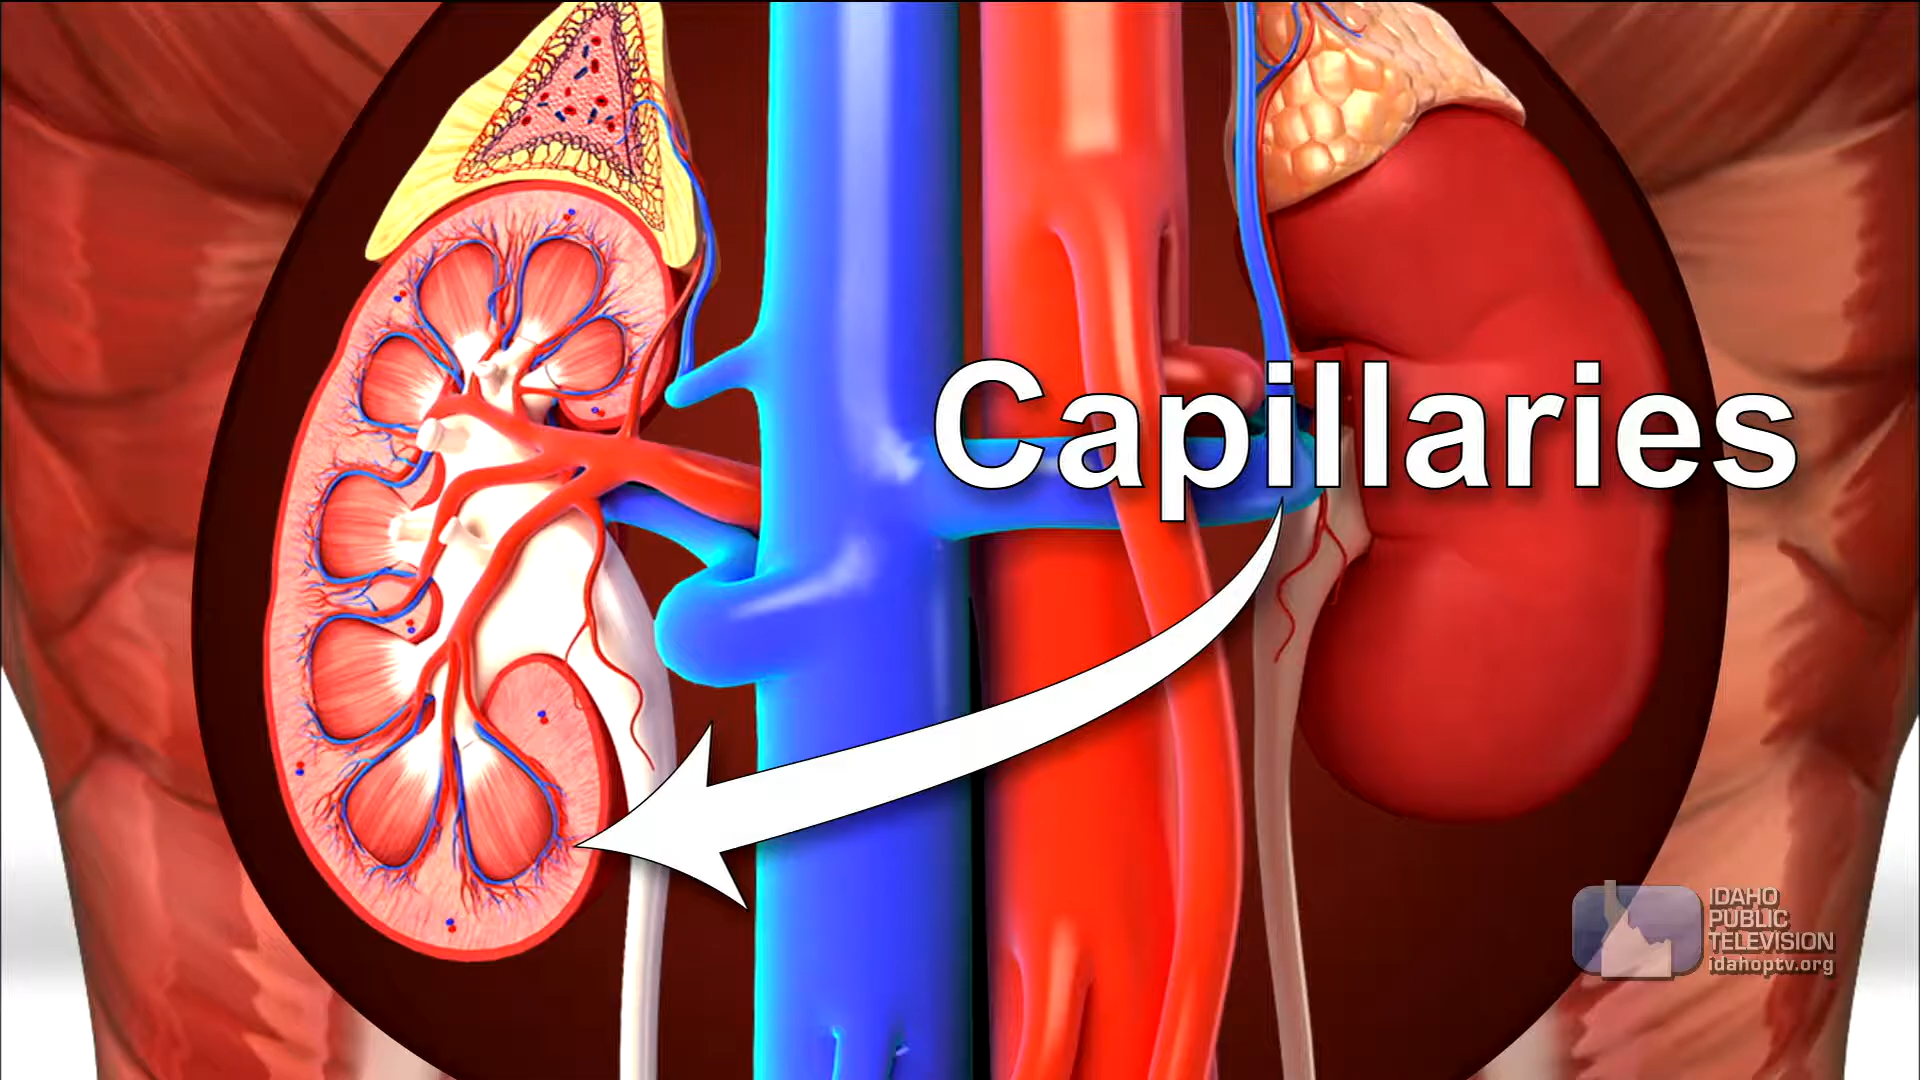 Capillaries
IDAHO
PUBLIC
TELEVISION
idahoptv.org